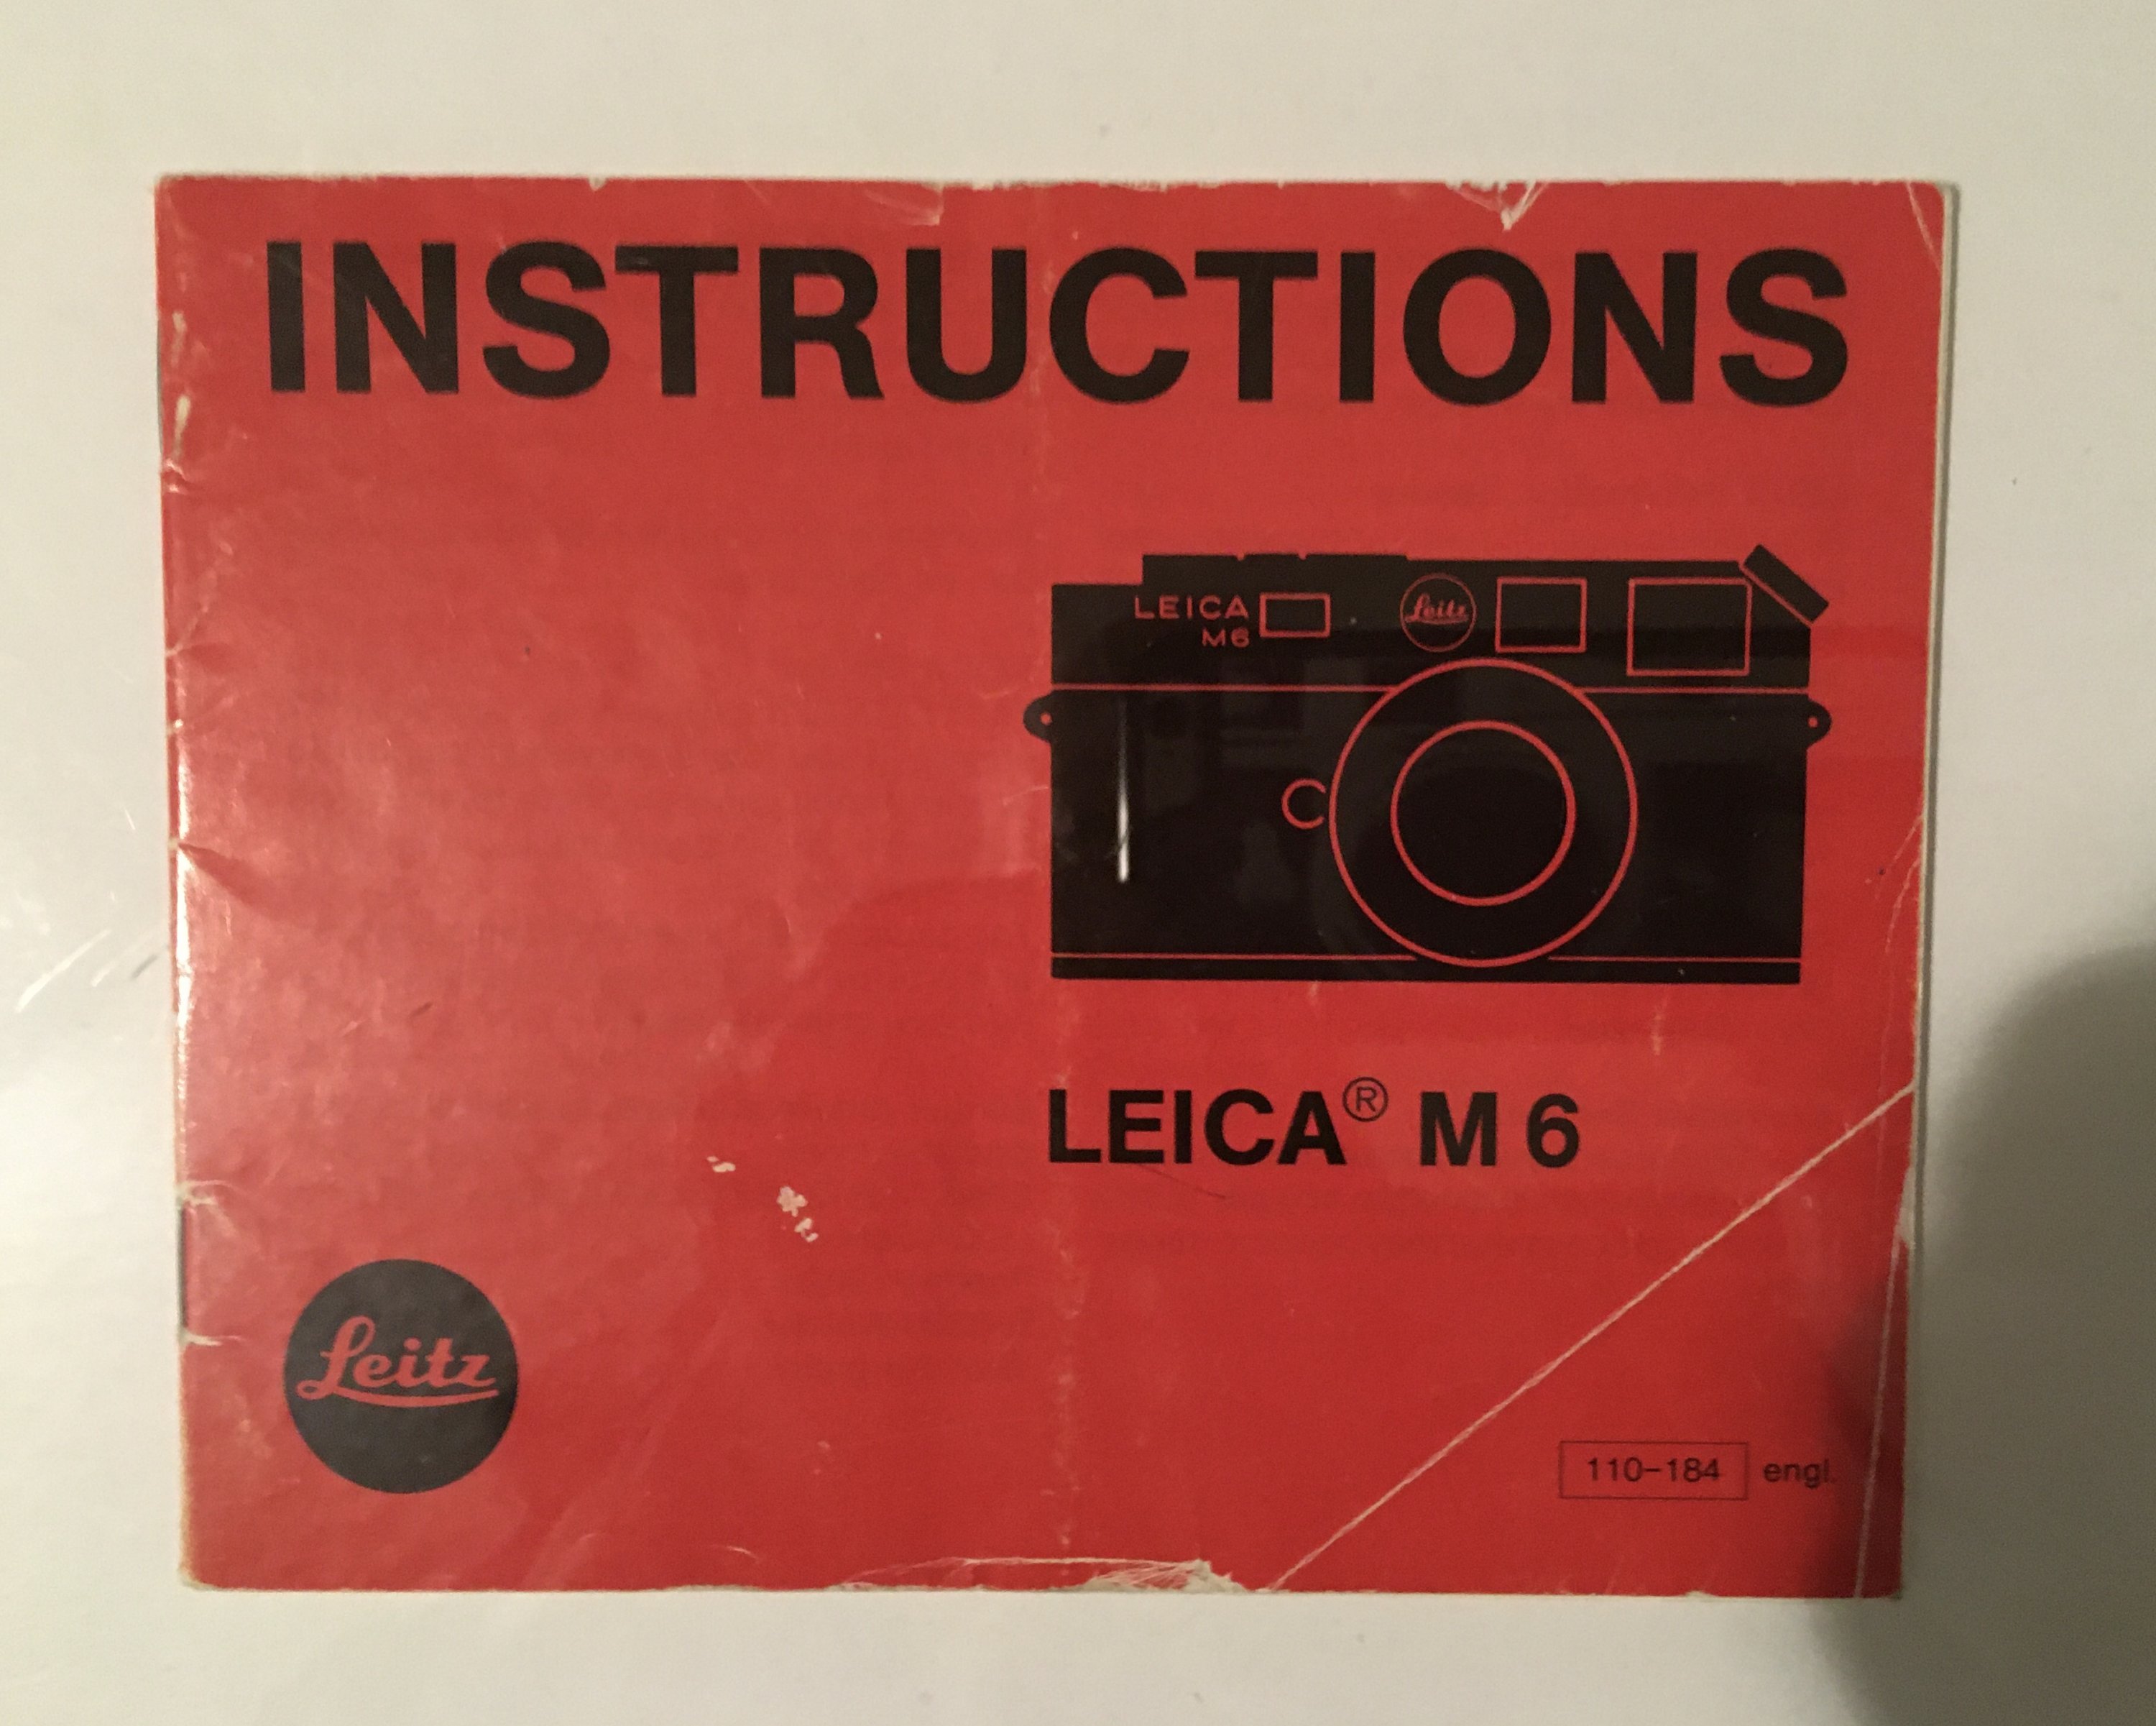 INSTRUCTIONS
LEICA
M6
Leitz
LEICA® M 6
Leitz
110-184 engl.